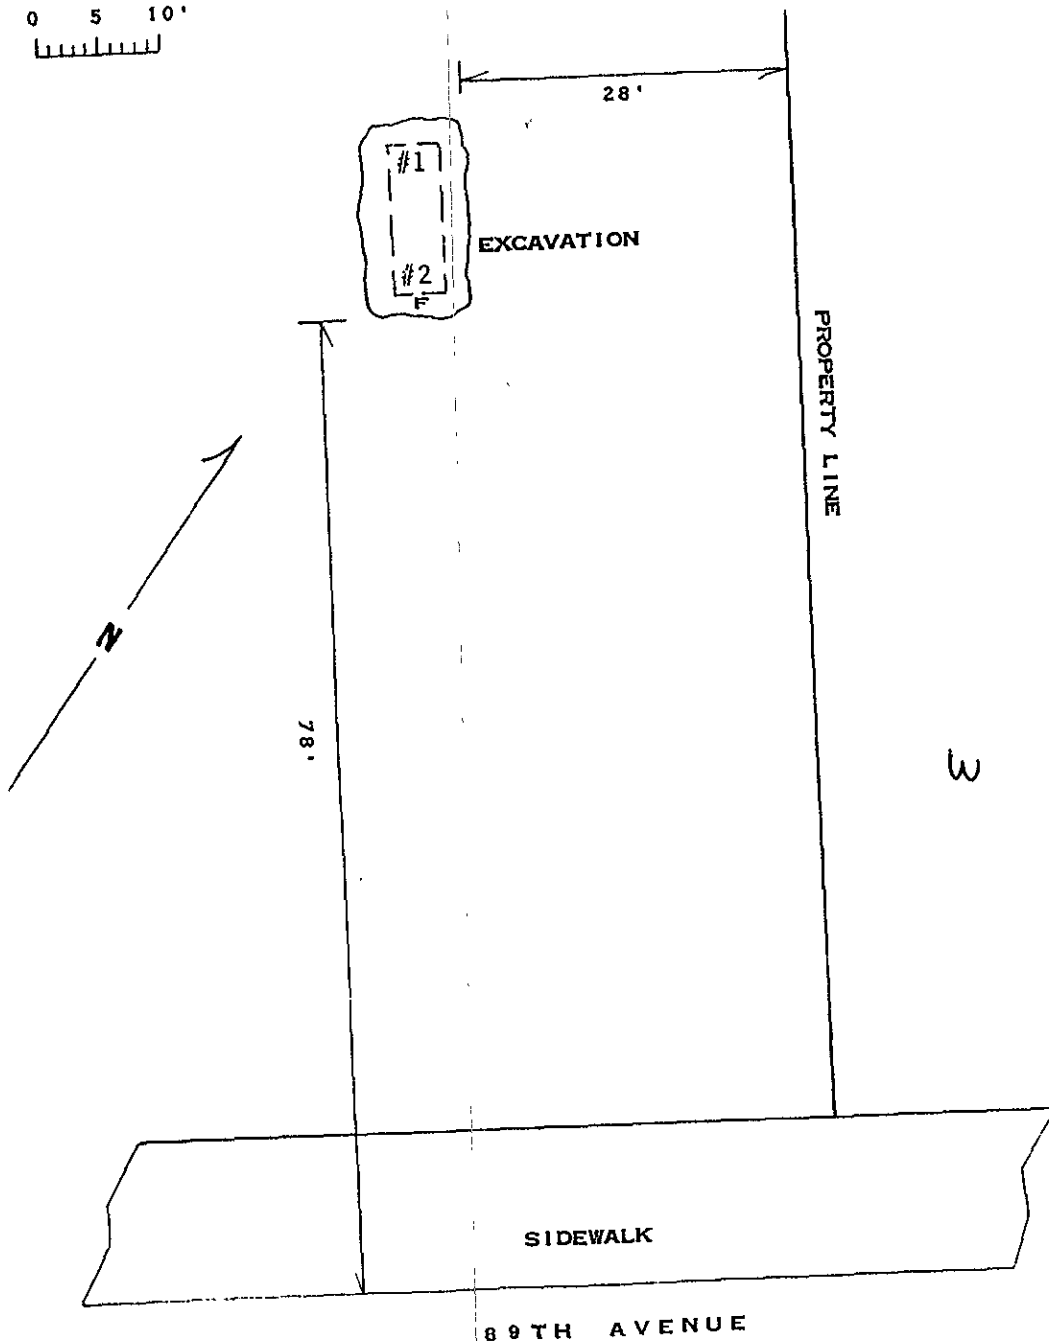 0 5 10'
28'
#1
EXCAVATION
#2
F
PROPERTY LINE
N
78'
W
SIDEWALK
89TH AVENUE